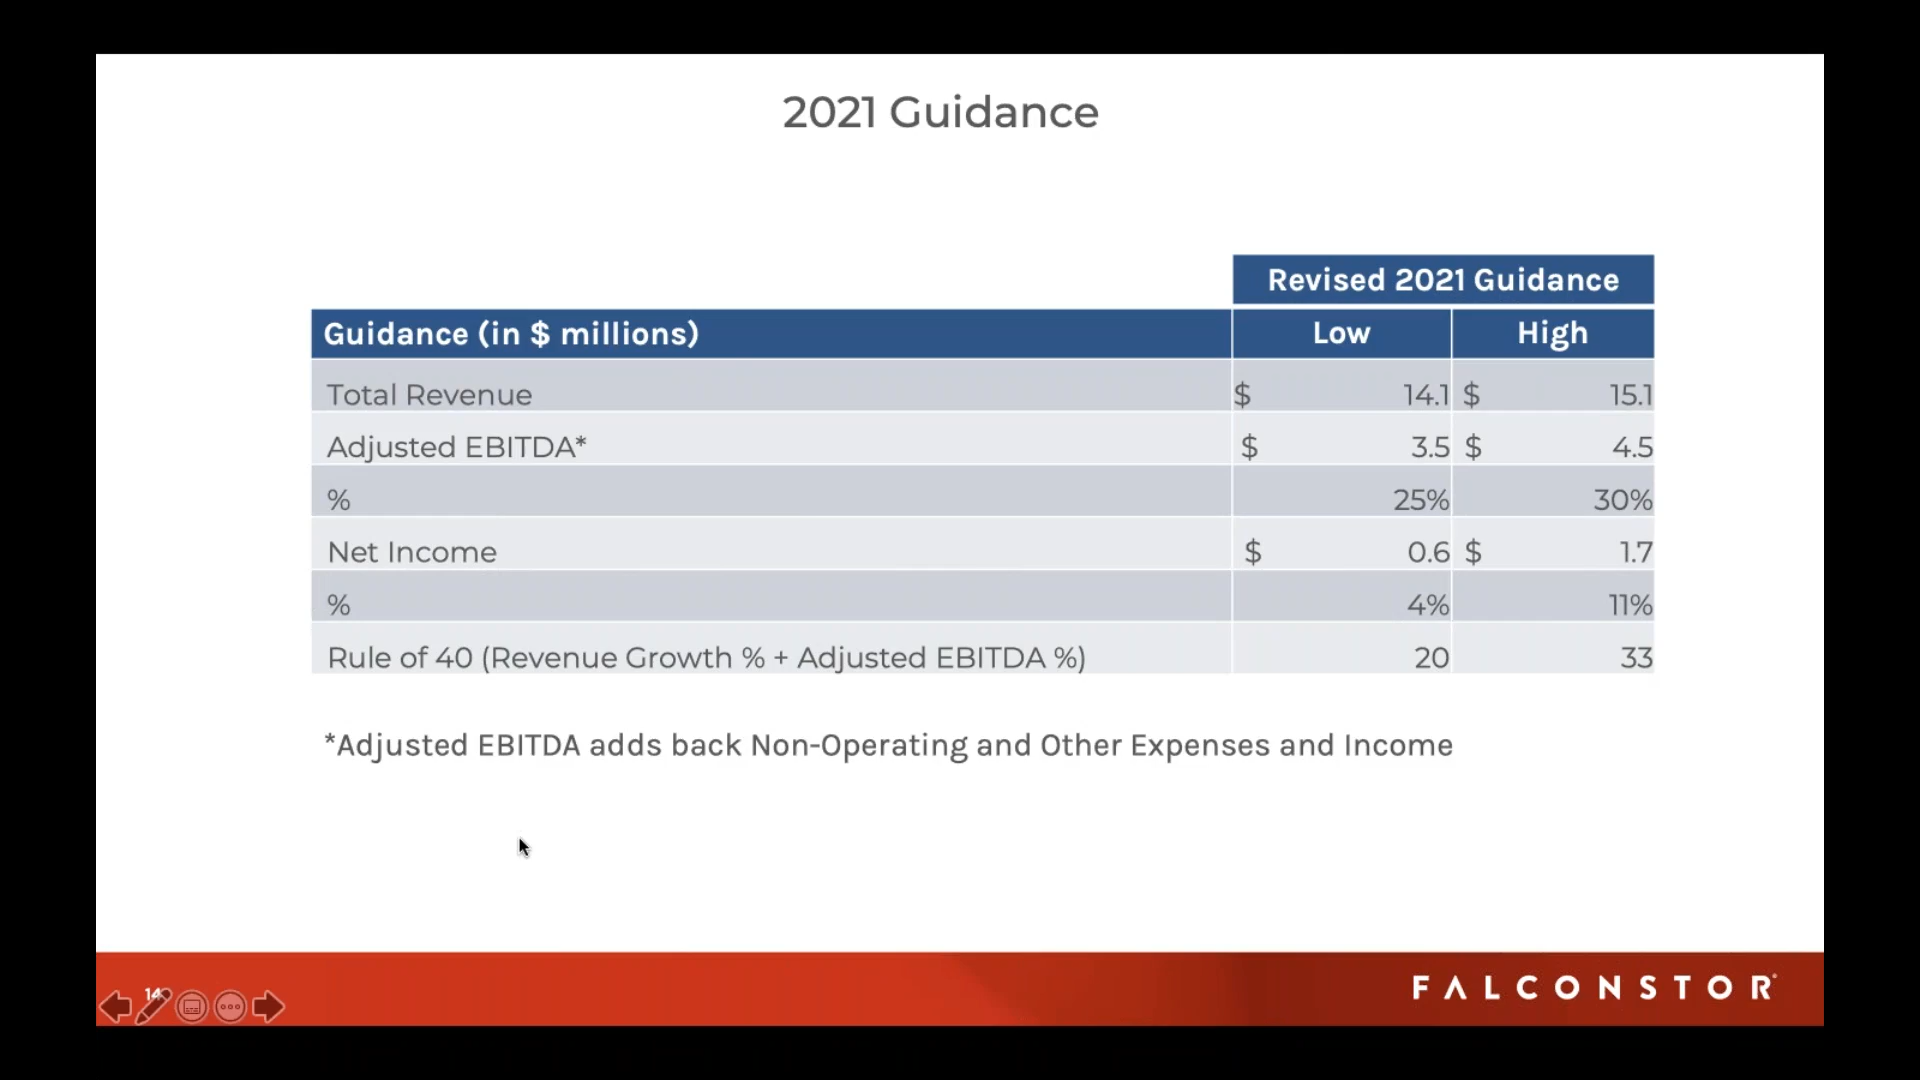 2021 Guidance
Revised 2021 Guidance
Guidance (in $ millions) Low High
Total Revenue $ 14.1 $ 15.1
Adjusted EBITDA* $ 3.5 $ 4.5
% 25% 30%
Net Income $ 0.6 $ 1.7
% 4% 11%
Rule of 40 (Revenue Growth % + Adjusted EBITDA %) 20 33
*Adjusted EBITDA adds back Non-Operating and Other Expenses and Income
14
FALCONSTOR